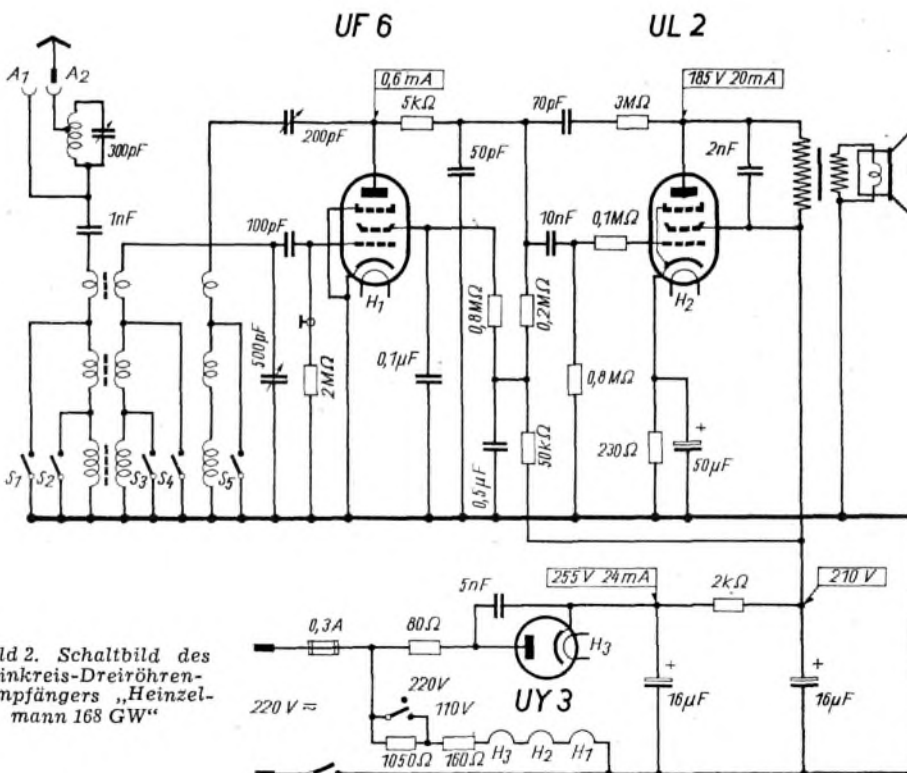 UF 6
UL 2
A1
A2
300pF
1nF
200pF
0,6 mA
5kΩ
70pF
3MΩ
185 V 20mA
50pF
2nF
100pF
10nF
0,1MΩ
H1
H2
500pF
2MΩ
0,1µF
0,8MΩ
0,2MΩ
0,8MΩ
0,5µF
50kΩ
230Ω
+
50µF
S1
S2
S3
S4
S5
5nF
255 V 24mA
2kΩ
210 V
0,3A
80Ω
H3
UY 3
+
16µF
+
16µF
220V
110V
220 V ≂
1050Ω
160Ω
H3
H2
H1
ld 2. Schaltbild des
inkreis-Dreiröhren-
mpfängers „Heinzel-
mann 168 GW“